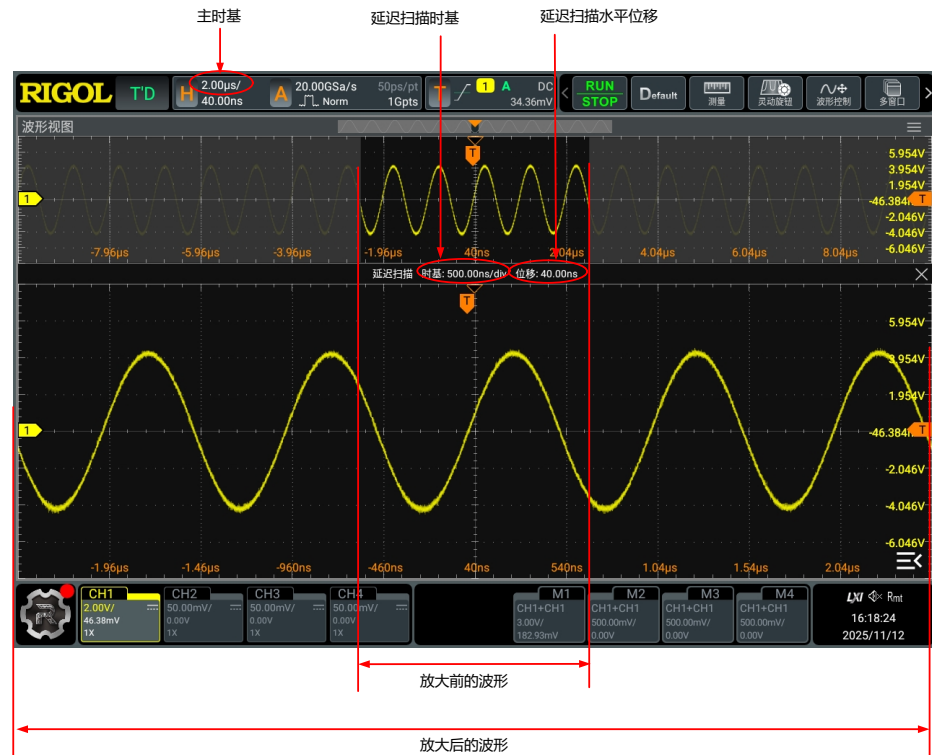 主时基 延迟扫描时基 延迟扫描水平位移
RIGOL T'D H 2.00μs/ 40.00ns A 20.00GSa/s Norm 50ps/pt 1Gpts T 1 A DC 34.36mV RUN STOP Default 测量 灵动旋钮 波形控制 多窗口
波形视图
T
5.954V
3.954V
1.954V
1 -46.384 T
-2.046V
-4.046V
-6.046V
-7.96μs -5.96μs -3.96μs -1.96μs 40ns 2.04μs 4.04μs 6.04μs 8.04μs
延迟扫描 时基: 500.00ns/div 位移: 40.00ns
T
5.954V
3.954V
1.954V
1 -46.384 T
-2.046V
-4.046V
-6.046V
-1.96μs -1.46μs -960ns -460ns 40ns 540ns 1.04μs 1.54μs 2.04μs
CH1 CH2 CH3 CH4 M1 M2 M3 M4 LXI Rmt
2.00V/ 50.00mV/ 50.00mV/ 50.00mV/ CH1+CH1 CH1+CH1 CH1+CH1 CH1+CH1
46.38mV 0.00V 0.00V 0.00V 3.00V/ 500.00mV/ 500.00mV/ 500.00mV/ 16:18:24
1X 1X 1X 1X 182.93mV 0.00V 0.00V 0.00V 2025/11/12
放大前的波形
放大后的波形